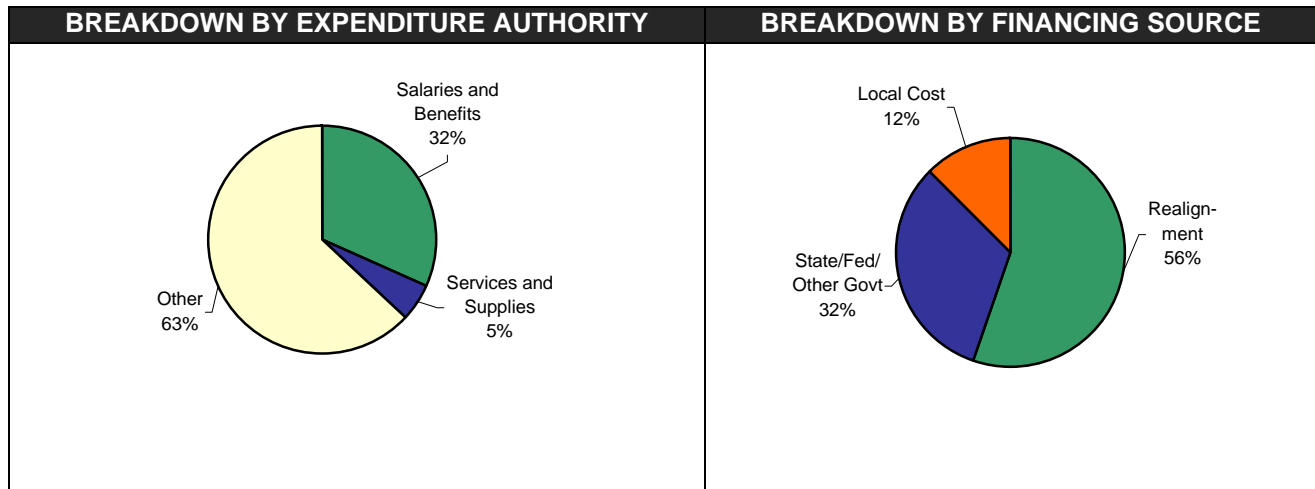 BREAKDOWN BY EXPENDITURE AUTHORITY
Salaries and
Benefits
32%
Services and
Supplies
5%
Other
63%
BREAKDOWN BY FINANCING SOURCE
Local Cost
12%
Realign-
ment
56%
State/Fed/
Other Govt
32%